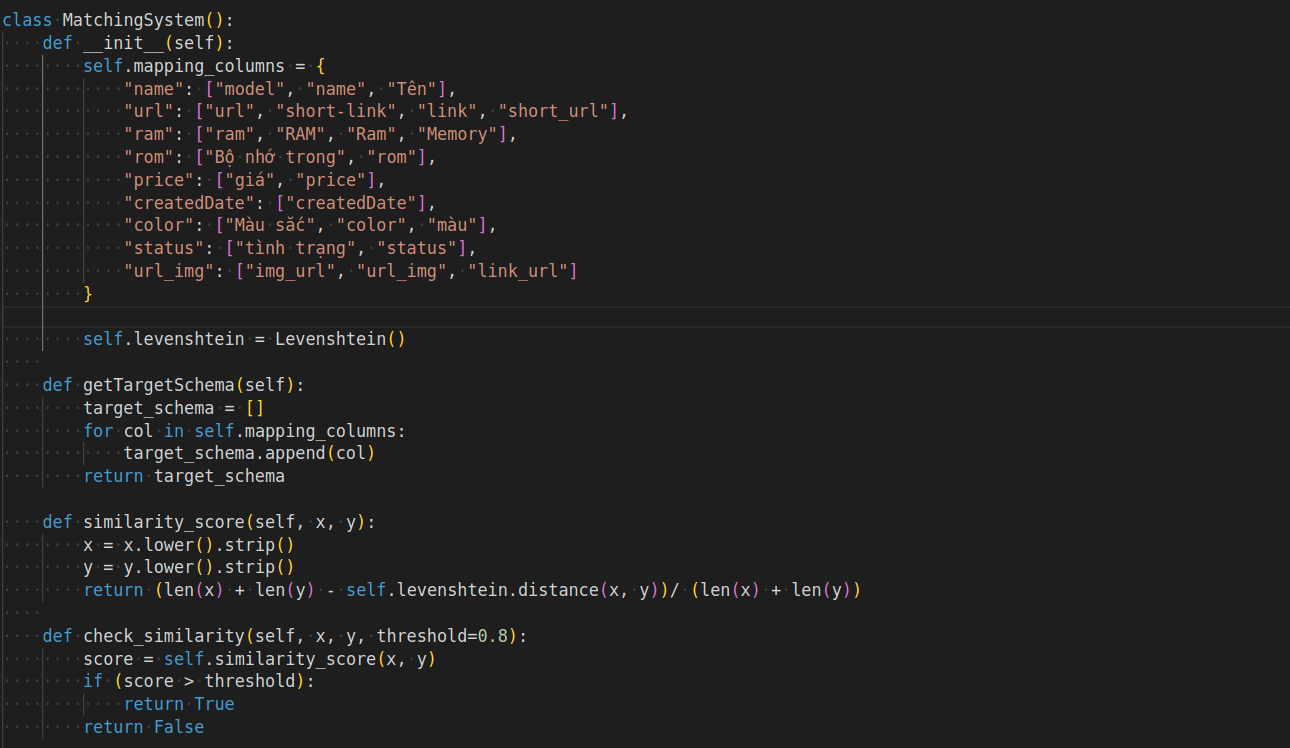 class MatchingSystem():
    def __init__(self):
        self.mapping_columns = {
            "name": ["model", "name", "Tên"],
            "url": ["url", "short-link", "link", "short_url"],
            "ram": ["ram", "RAM", "Ram", "Memory"],
            "rom": ["Bộ nhớ trong", "rom"],
            "price": ["giá", "price"],
            "createdDate": ["createdDate"],
            "color": ["Màu sắc", "color", "màu"],
            "status": ["tình trạng", "status"],
            "url_img": ["img_url", "url_img", "link_url"]
        }
        self.levenshtein = Levenshtein()
    def getTargetSchema(self):
        target_schema = []
        for col in self.mapping_columns:
            target_schema.append(col)
        return target_schema
    def similarity_score(self, x, y):
        x = x.lower().strip()
        y = y.lower().strip()
        return (len(x) + len(y) - self.levenshtein.distance(x, y))/ (len(x) + len(y))
    def check_similarity(self, x, y, threshold=0.8):
        score = self.similarity_score(x, y)
        if (score > threshold):
            return True
        return False